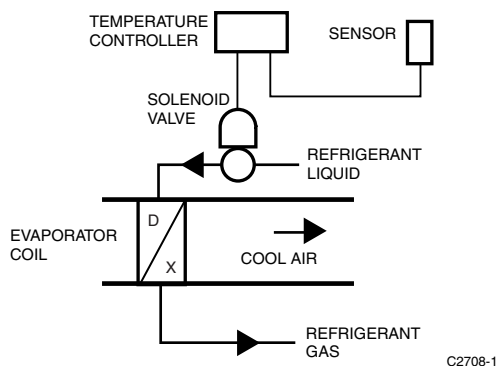 TEMPERATURE
CONTROLLER
SENSOR
SOLENOID
VALVE
REFRIGERANT
LIQUID
D
X
EVAPORATOR
COIL
COOL AIR
REFRIGERANT
GAS
C2708-1